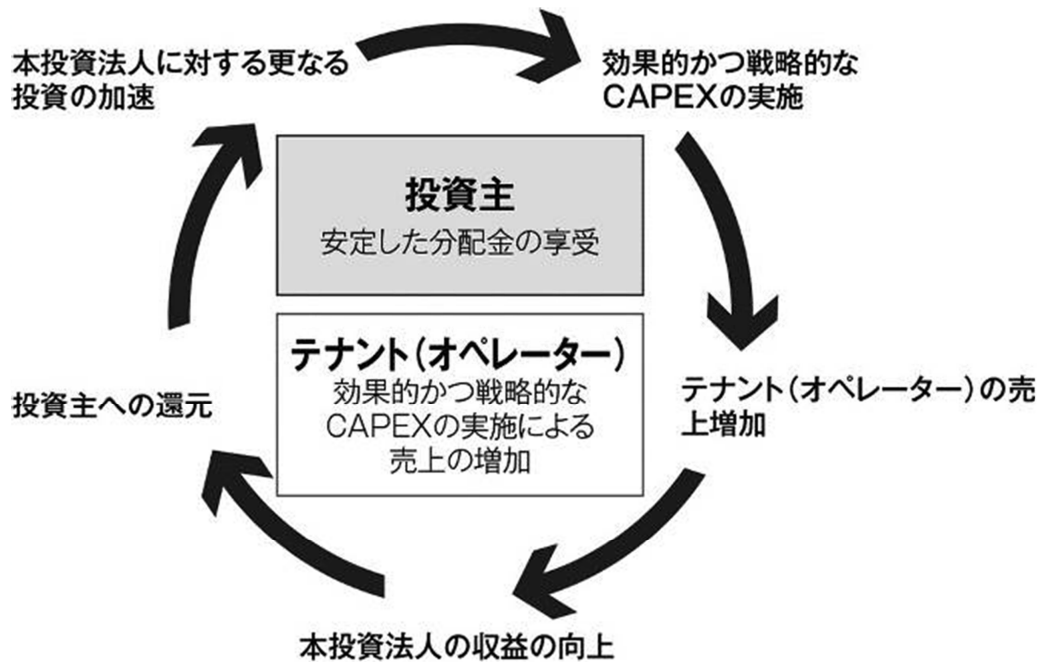 本投資法人に対する更なる
投資の加速
効果的かつ戦略的な
CAPEXの実施
投資主
安定した分配金の享受
テナント(オペレーター)
効果的かつ戦略的な
CAPEXの実施による
売上の増加
テナント(オペレーター)の売
上増加
投資主への還元
本投資法人の収益の向上